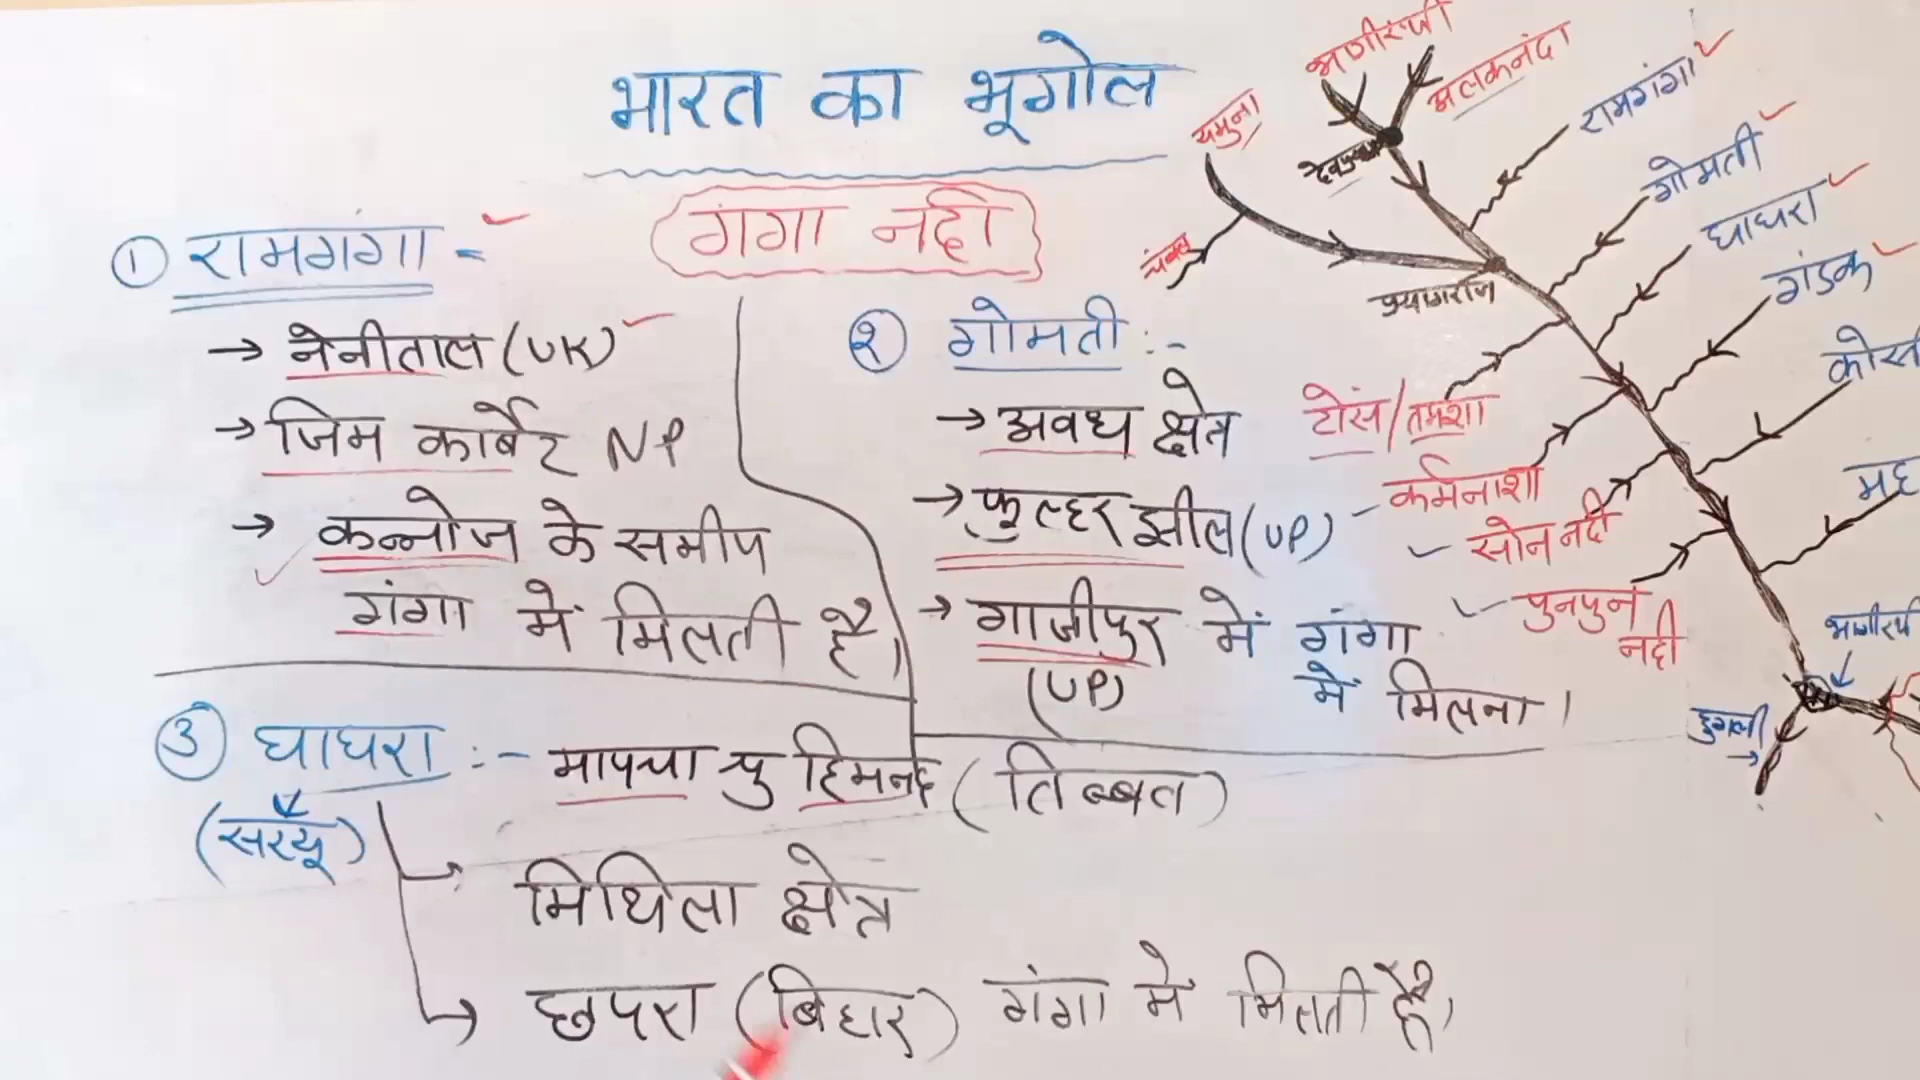 भारत का भूगोल
गंगा नदी
① रामगंगा =
→ नैनीताल (UK)
→ जिम कार्बेट NP
→ कन्नोज के समीप
गंगा में मिलती है।
② गोमती :-
→ अवध क्षेत्र
→ फुल्हर झील (UP)
→ गाजीपुर में गंगा
(UP) में मिलना।
③ घाघरा :- मापचा चु हिमनद (तिब्बत)
(सरयू)
मिथिला क्षेत्र
→ छपरा (बिहार) गंगा में मिलती है।
भागीरथी
अलकनंदा
यमुना
रामगंगा
देवप्रयाग
गोमती
चंबल
घाघरा
प्रयागराज
गंडक
टोंस/तमशा
कर्मनाशा
सोन नदी
पुनपुन
नदी
हुगली